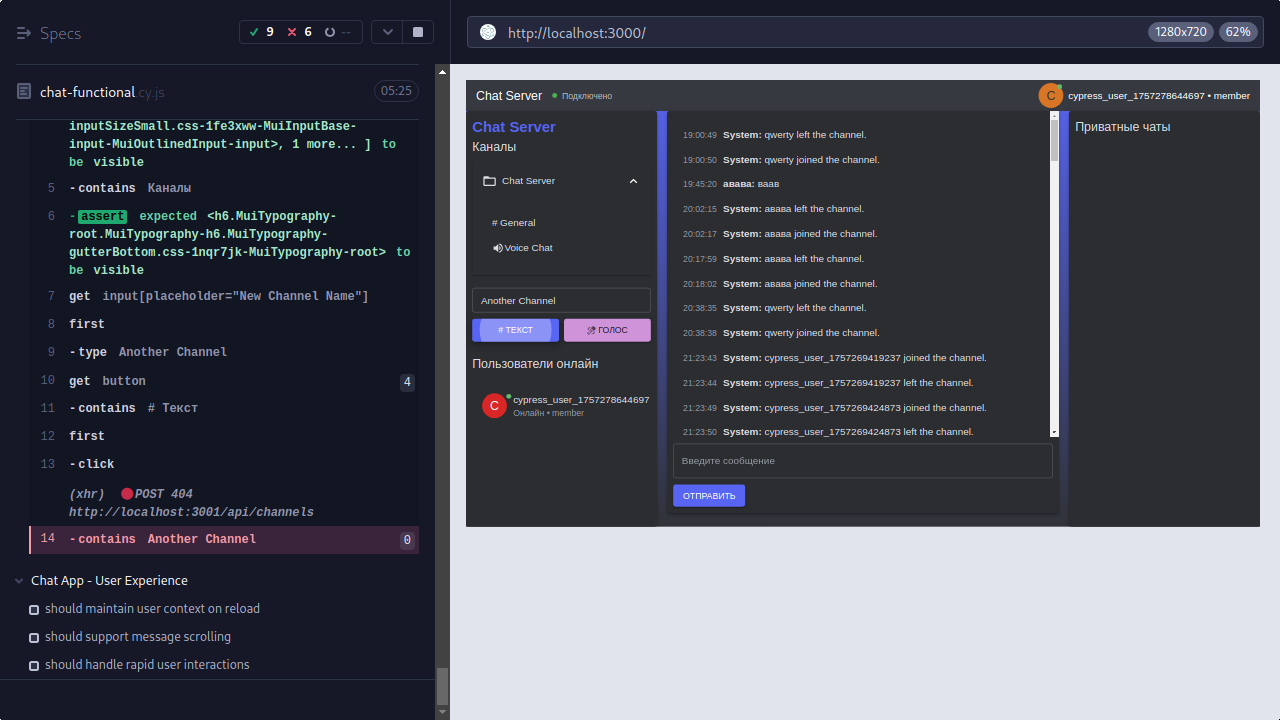 Specs
9
6
--
chat-functional.cy.js
05:25
inputSizeSmall.css-1fe3xww-MuiInputBase-
input-MuiOutlinedInput-input>, 1 more... ] to
be visible
5 -contains Каналы
6 -assert expected <h6.MuiTypography-
root.MuiTypography-h6.MuiTypography-
gutterBottom.css-1nqr7jk-MuiTypography-root> to
be visible
7 get input[placeholder="New Channel Name"]
8 first
9 -type Another Channel
10 get button 4
11 -contains # Текст
12 first
13 -click
(xhr) POST 404
http://localhost:3001/api/channels
14 -contains Another Channel 0
Chat App - User Experience
should maintain user context on reload
should support message scrolling
should handle rapid user interactions
http://localhost:3000/
1280x720
62%
Chat Server
Подключено
C
cypress_user_1757278644697 • member
Chat Server
Каналы
Chat Server
# General
Voice Chat
Another Channel
# ТЕКСТ
ГОЛОС
Пользователи онлайн
C
cypress_user_1757278644697
Онлайн • member
19:00:49 System: qwerty left the channel.
19:00:50 System: qwerty joined the channel.
19:45:20 авава: ваав
20:02:15 System: авава left the channel.
20:02:17 System: авава joined the channel.
20:17:59 System: авава left the channel.
20:18:02 System: авава joined the channel.
20:38:35 System: qwerty left the channel.
20:38:38 System: qwerty joined the channel.
21:23:43 System: cypress_user_1757269419237 joined the channel.
21:23:44 System: cypress_user_1757269419237 left the channel.
21:23:49 System: cypress_user_1757269424873 joined the channel.
21:23:50 System: cypress_user_1757269424873 left the channel.
Введите сообщение
ОТПРАВИТЬ
Приватные чаты